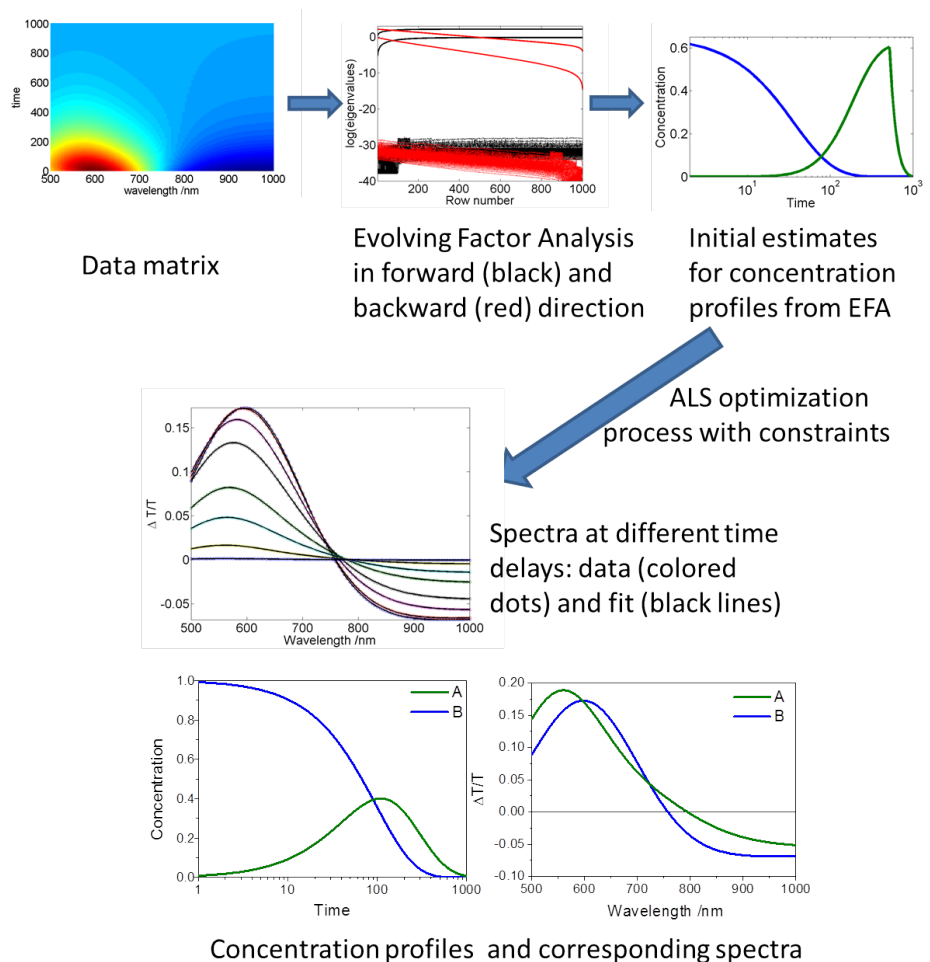 1000
800
600
400
200
0
time
500 600 700 800 900 1000
wavelength /nm
0
-10
-20
-30
-40
log(eigenvalues)
200 400 600 800 1000
Row number
0.6
0.4
0.2
0
Concentration
10¹ 10² 10³
Time
Data matrix
Evolving Factor Analysis
in forward (black) and
backward (red) direction
Initial estimates
for concentration
profiles from EFA
ALS optimization
process with constraints
0.15
0.1
0.05
0
-0.05
Δ T/T
500 600 700 800 900 1000
Wavelength /nm
Spectra at different time
delays: data (colored
dots) and fit (black lines)
1.0
0.8
0.6
0.4
0.2
0.0
Concentration
A
B
1 10 100 1000
Time
0.20
0.15
0.10
0.05
0.00
-0.05
-0.10
ΔT/T
A
B
500 600 700 800 900 1000
Wavelength /nm
Concentration profiles and corresponding spectra